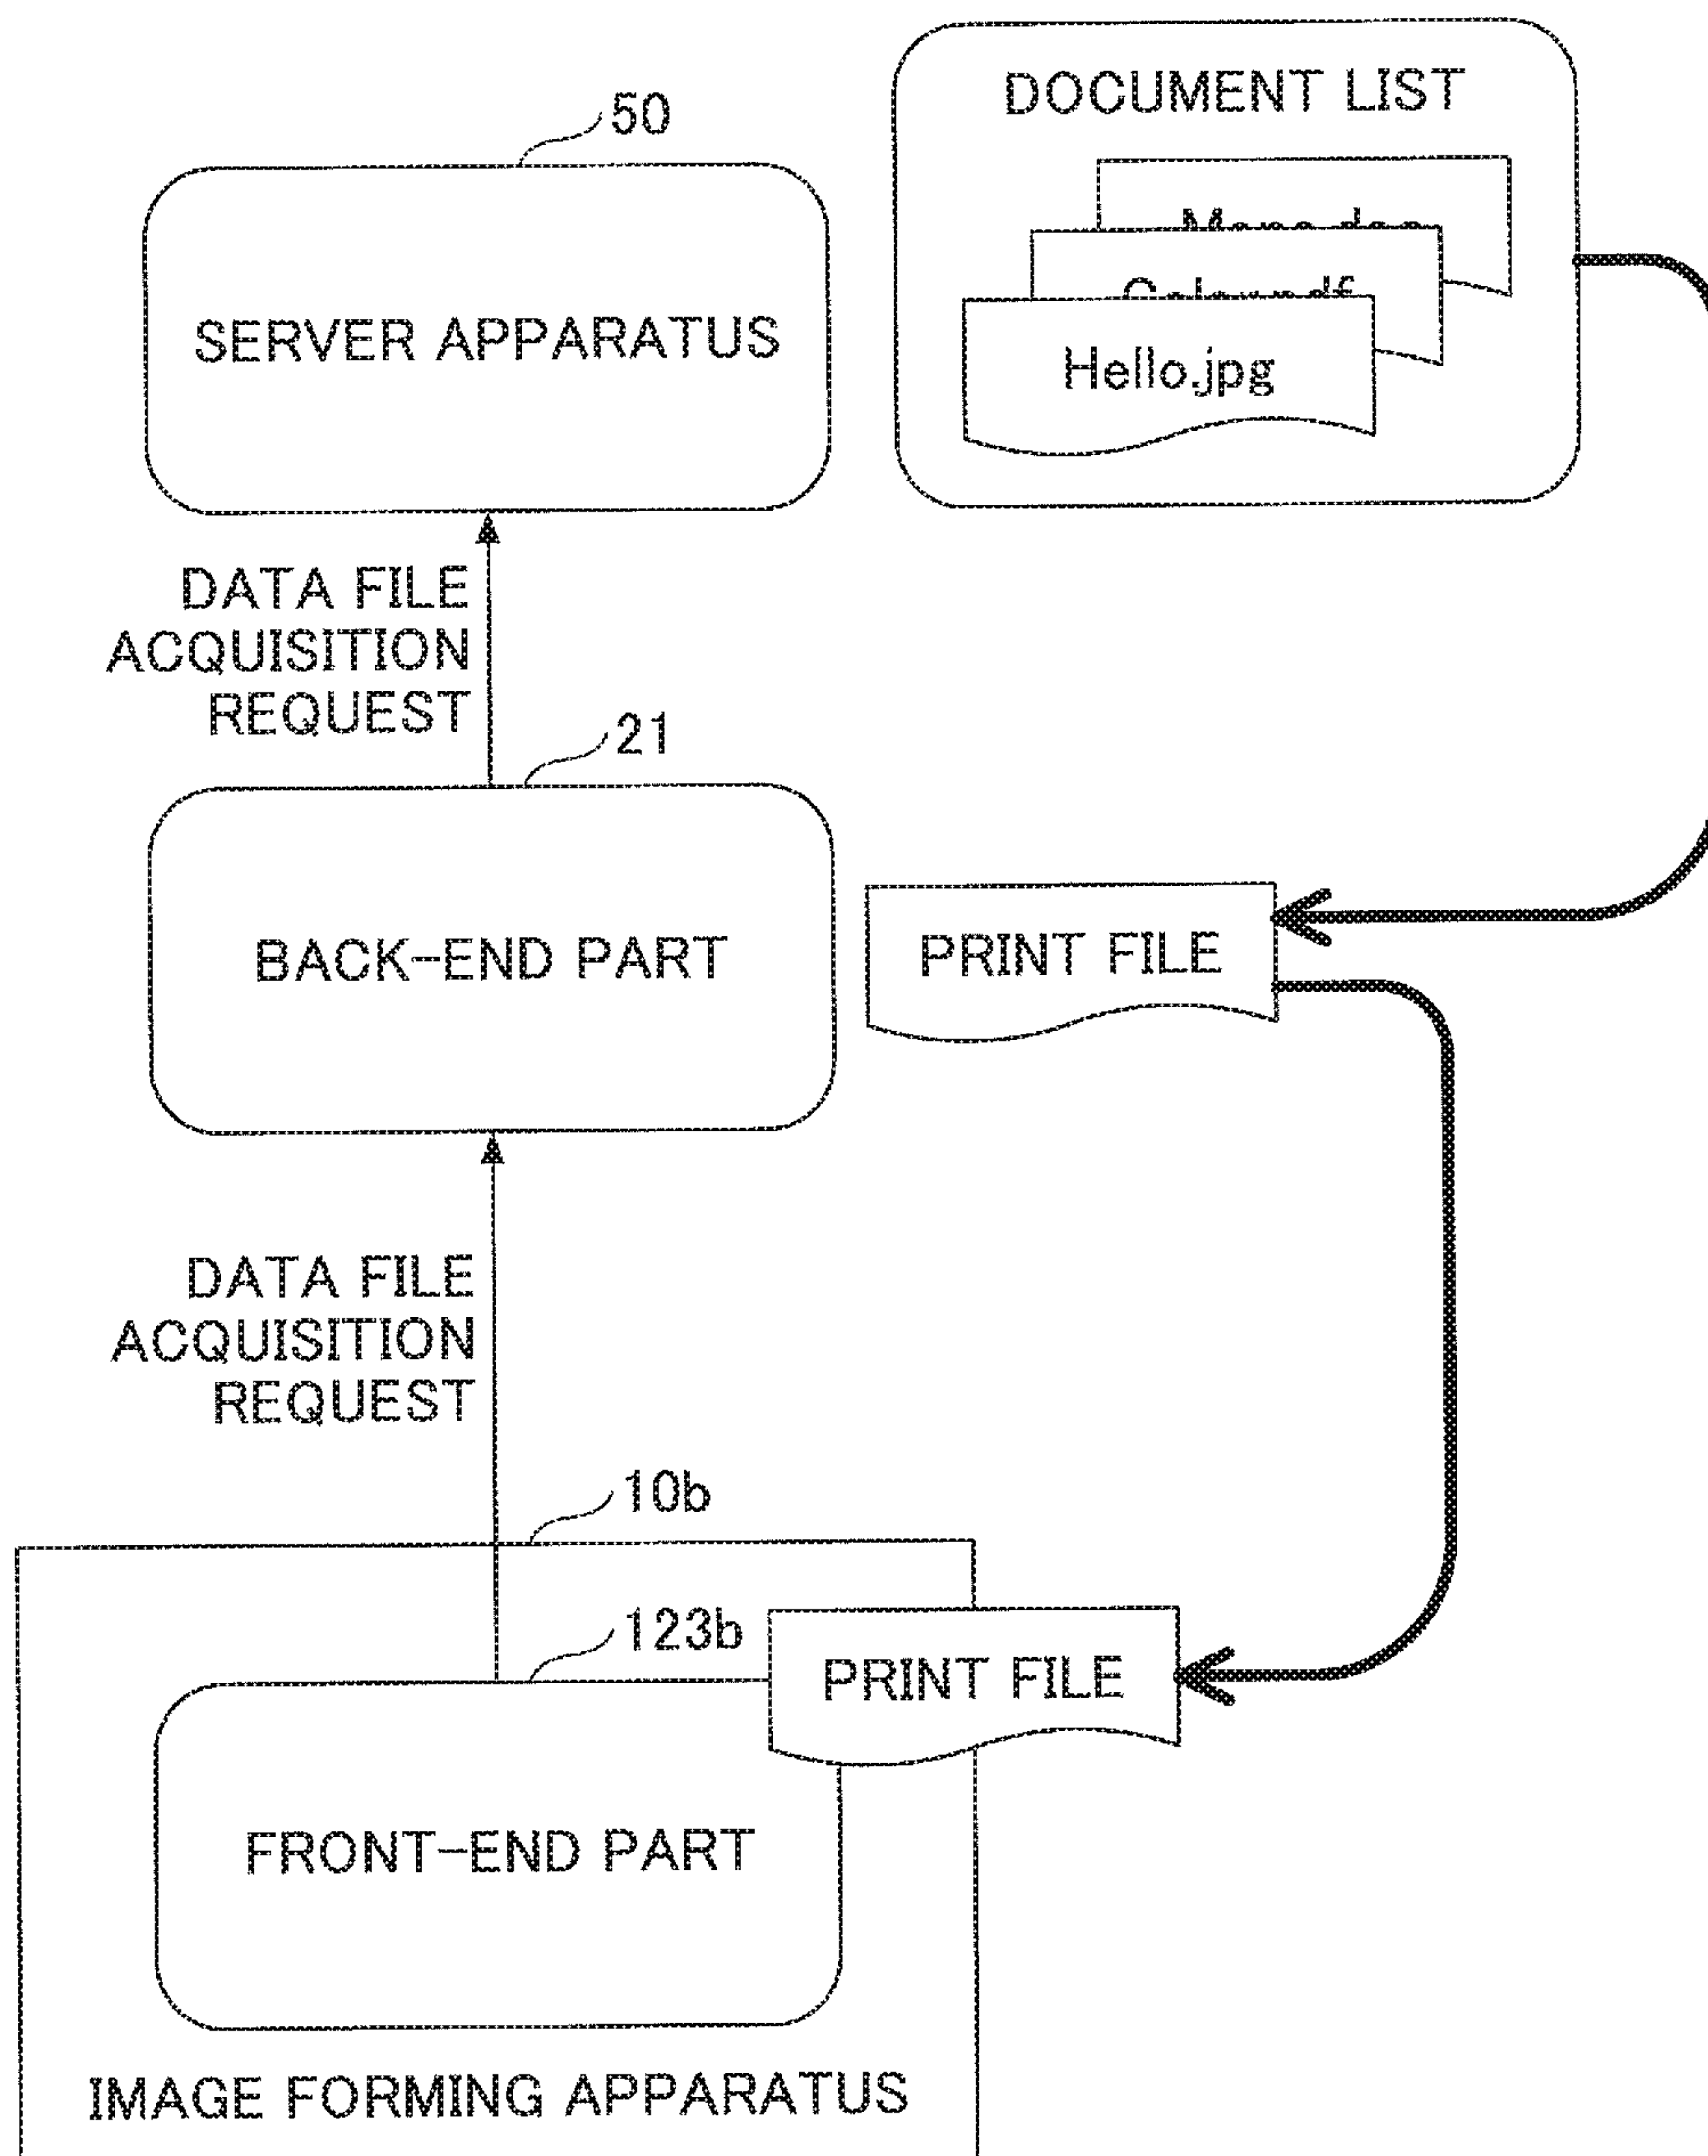 DOCUMENT LIST
50
SERVER APPARATUS
Hello.jpg
DATA FILE
ACQUISITION
REQUEST
21
BACK-END PART
PRINT FILE
DATA FILE
ACQUISITION
REQUEST
10b
123b
PRINT FILE
FRONT-END PART
IMAGE FORMING APPARATUS